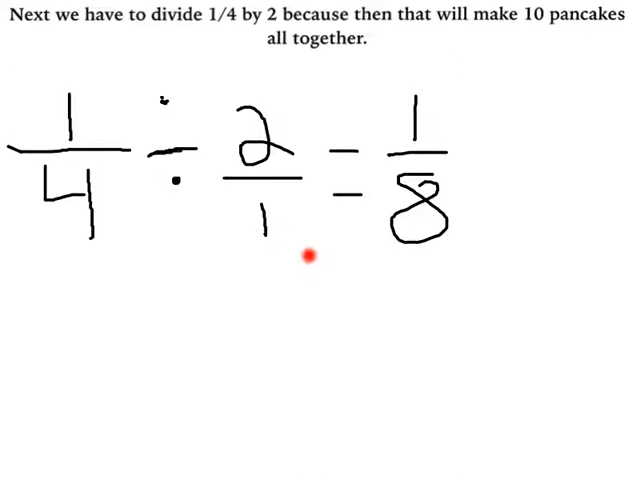 Next we have to divide 1/4 by 2 because then that will make 10 pancakes
all together.
1/4 ÷ 2/1 = 1/8